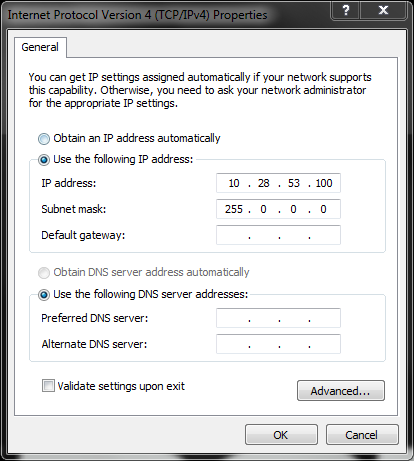 Internet Protocol Version 4 (TCP/IPv4) Properties
?
General
You can get IP settings assigned automatically if your network supports
this capability. Otherwise, you need to ask your network administrator
for the appropriate IP settings.
Obtain an IP address automatically
Use the following IP address:
IP address: 10 . 28 . 53 . 100
Subnet mask: 255 . 0 . 0 . 0
Default gateway: . . .
Obtain DNS server address automatically
Use the following DNS server addresses:
Preferred DNS server: . . .
Alternate DNS server: . . .
Validate settings upon exit
Advanced...
OK Cancel